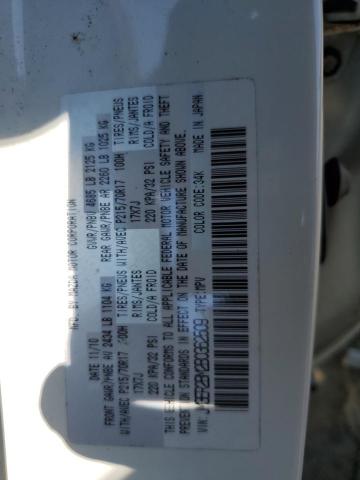 MFD. BY MAZDA MOTOR CORPORATION
DATE 11/10 GVWR/PNBV 4685 LB 2125 KG
FRONT GAWR/PNBE AV 2434 LB 1104 KG REAR GAWR/PNBE AR 2260 LB 1025 KG
WITH/AVEC P215/70R17 100H TIRES/PNEUS WITH/AVEC P215/70R17 100H TIRES/PNEUS
17X7J RIMS/JANTES 17X7J RIMS/JANTES
220 KPA/32 PSI COLD/A FROID 220 KPA/32 PSI COLD/A FROID
THIS VEHICLE CONFORMS TO ALL APPLICABLE FEDERAL MOTOR VEHICLE SAFETY AND THEFT
PREVENTION STANDARDS IN EFFECT ON THE DATE OF MANUFACTURE SHOWN ABOVE.
VIN: TYPE:MPV COLOR CODE:34K MADE IN JAPAN